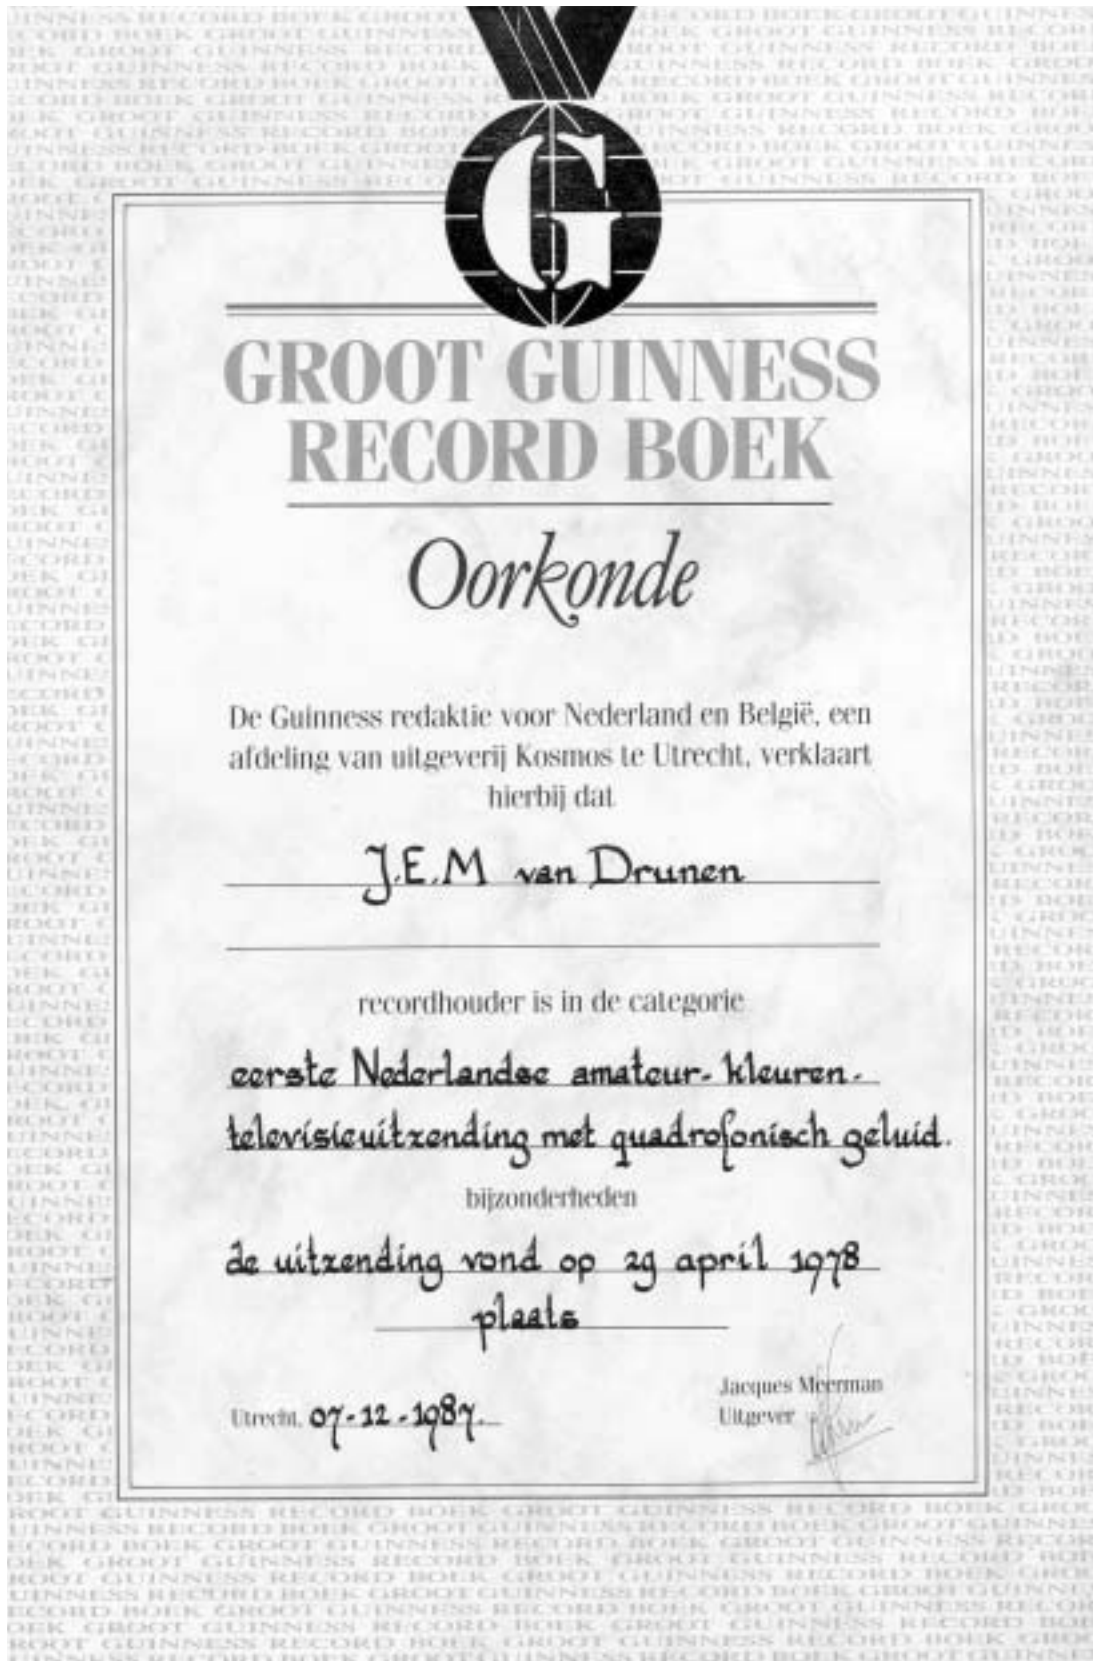 G
GROOT GUINNESS
RECORD BOEK
Oorkonde
De Guinness redaktie voor Nederland en België, een
afdeling van uitgeverij Kosmos te Utrecht, verklaart
hierbij dat
J.E.M van Drunen
recordhouder is in de categorie
eerste Nederlandse amateur-kleuren-
televisieuitzending met quadrofonisch geluid.
bijzonderheden
de uitzending vond op 29 april 1978
plaats
Jacques Meerman
Utrecht, 07-12-1987.
Uitgever